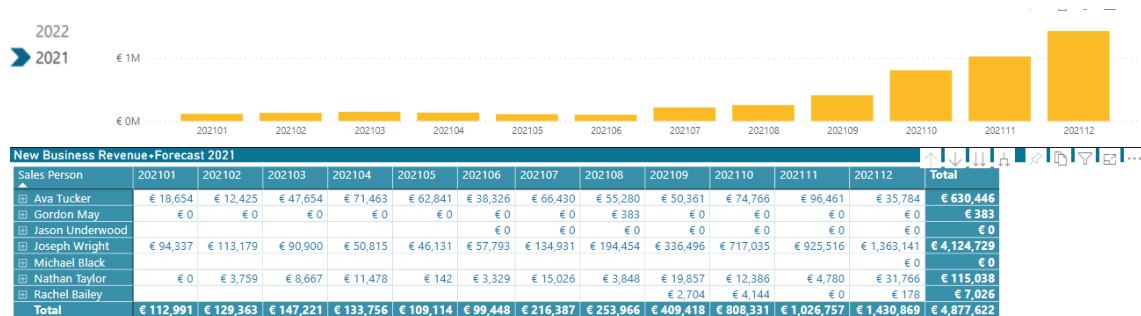 2022
2021
€ 1M
€ 0M
202101 202102 202103 202104 202105 202106 202107 202108 202109 202110 202111 202112
New Business Revenue+Forecast 2021
Sales Person 202101 202102 202103 202104 202105 202106 202107 202108 202109 202110 202111 202112 Total
Ava Tucker € 18,654 € 12,425 € 47,654 € 71,463 € 62,841 € 38,326 € 66,430 € 55,280 € 50,361 € 74,766 € 96,461 € 35,784 € 630,446
Gordon May € 0 € 0 € 0 € 0 € 0 € 0 € 0 € 383 € 0 € 0 € 0 € 0 € 383
Jason Underwood € 0 € 0 € 0 € 0 € 0 € 0 € 0 € 0
Joseph Wright € 94,337 € 113,179 € 90,900 € 50,815 € 46,131 € 57,793 € 134,931 € 194,454 € 336,496 € 717,035 € 925,516 € 1,363,141 € 4,124,729
Michael Black € 0 € 0
Nathan Taylor € 0 € 3,759 € 8,667 € 11,478 € 142 € 3,329 € 15,026 € 3,848 € 19,857 € 12,386 € 4,780 € 31,766 € 115,038
Rachel Bailey € 2,704 € 4,144 € 0 € 178 € 7,026
Total € 112,991 € 129,363 € 147,221 € 133,756 € 109,114 € 99,448 € 216,387 € 253,966 € 409,418 € 808,331 € 1,026,757 € 1,430,869 € 4,877,622